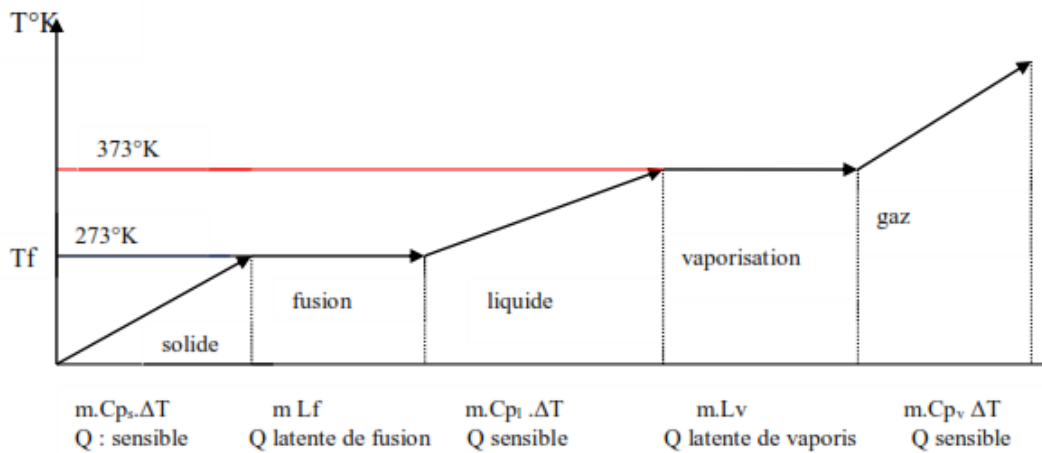 T°K
373°K
273°K
Tf
gaz
vaporisation
fusion
liquide
solide
m.Cpₛ.ΔT
m Lf
m.Cpₗ .ΔT
m.Lv
m.Cpᵥ ΔT
Q : sensible
Q latente de fusion
Q sensible
Q latente de vaporis
Q sensible